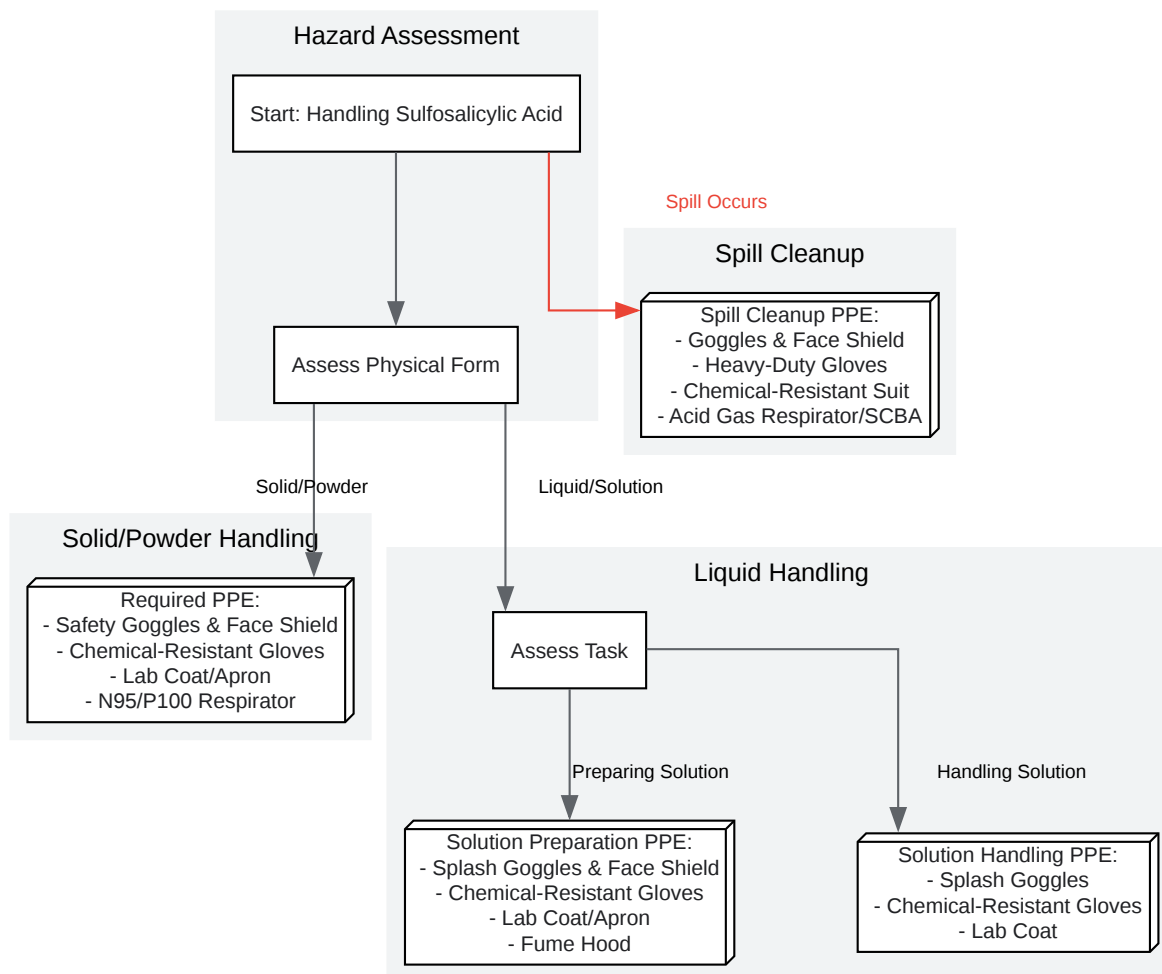 Hazard Assessment
Start: Handling Sulfosalicylic Acid
Spill Occurs
Spill Cleanup
Spill Cleanup PPE:
- Goggles & Face Shield
- Heavy-Duty Gloves
- Chemical-Resistant Suit
- Acid Gas Respirator/SCBA
Assess Physical Form
Solid/Powder
Liquid/Solution
Solid/Powder Handling
Required PPE:
- Safety Goggles & Face Shield
- Chemical-Resistant Gloves
- Lab Coat/Apron
- N95/P100 Respirator
Liquid Handling
Assess Task
Preparing Solution
Handling Solution
Solution Preparation PPE:
- Splash Goggles & Face Shield
- Chemical-Resistant Gloves
- Lab Coat/Apron
- Fume Hood
Solution Handling PPE:
- Splash Goggles
- Chemical-Resistant Gloves
- Lab Coat